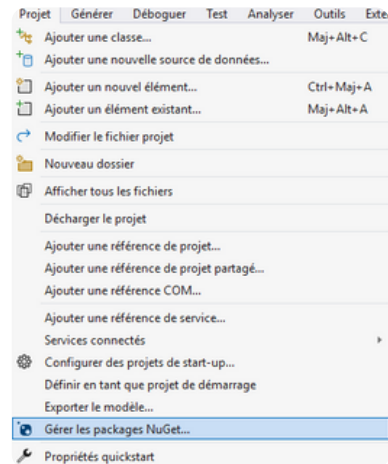 Projet Générer Déboguer Test Analyser Outils Exte
Ajouter une classe... Maj+Alt+C
Ajouter une nouvelle source de données...
Ajouter un nouvel élément... Ctrl+Maj+A
Ajouter un élément existant... Maj+Alt+A
Modifier le fichier projet
Nouveau dossier
Afficher tous les fichiers
Décharger le projet
Ajouter une référence de projet...
Ajouter une référence de projet partagé...
Ajouter une référence COM...
Ajouter une référence de service...
Services connectés
Configurer des projets de start-up...
Définir en tant que projet de démarrage
Exporter le modèle...
Gérer les packages NuGet...
Propriétés quickstart